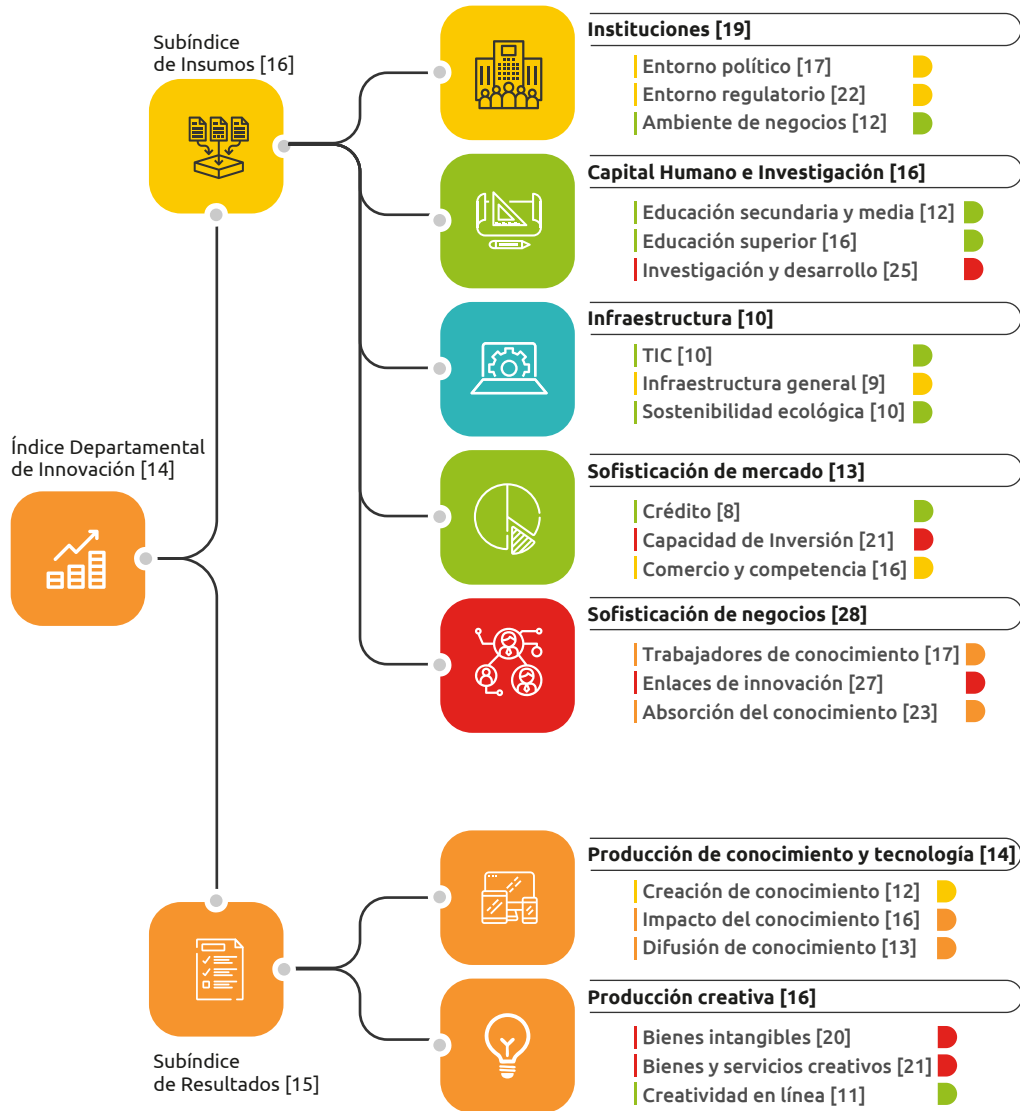 Subíndice
de Insumos [16]
Instituciones [19]
Entorno político [17]
Entorno regulatorio [22]
Ambiente de negocios [12]
Capital Humano e Investigación [16]
Educación secundaria y media [12]
Educación superior [16]
Investigación y desarrollo [25]
Infraestructura [10]
TIC [10]
Infraestructura general [9]
Sostenibilidad ecológica [10]
Índice Departamental
de Innovación [14]
Sofisticación de mercado [13]
Crédito [8]
Capacidad de Inversión [21]
Comercio y competencia [16]
Sofisticación de negocios [28]
Trabajadores de conocimiento [17]
Enlaces de innovación [27]
Absorción del conocimiento [23]
Producción de conocimiento y tecnología [14]
Creación de conocimiento [12]
Impacto del conocimiento [16]
Difusión de conocimiento [13]
Producción creativa [16]
Bienes intangibles [20]
Bienes y servicios creativos [21]
Creatividad en línea [11]
Subíndice
de Resultados [15]